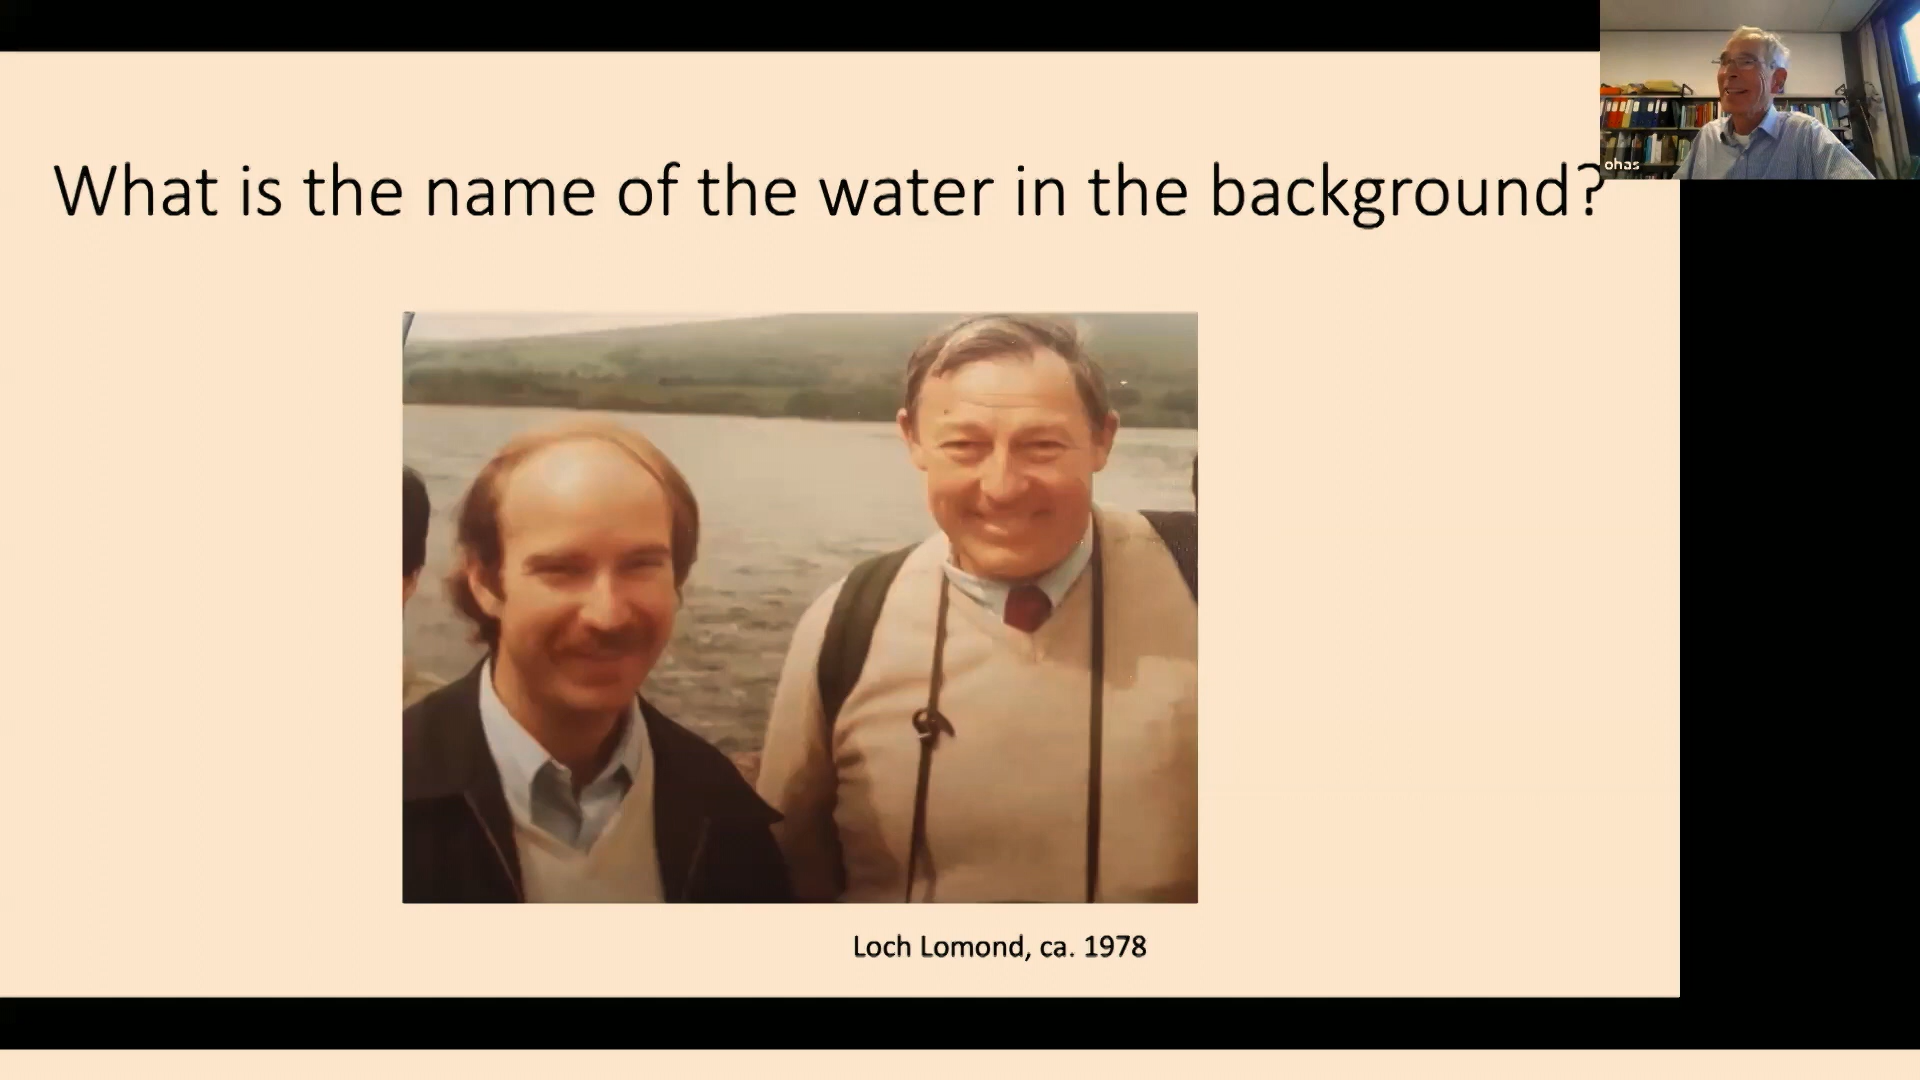 What is the name of the water in the background?
ohas
Loch Lomond, ca. 1978